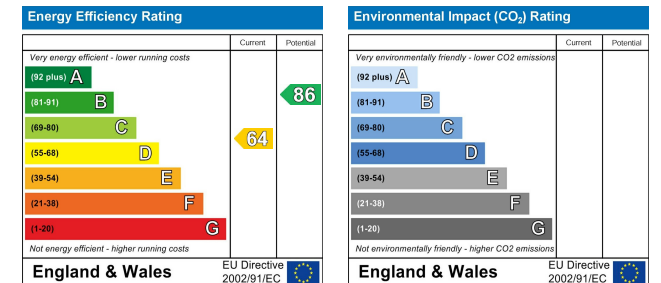 Energy Efficiency Rating
Current Potential
Very energy efficient - lower running costs
(92 plus) A
(81-91) B
(69-80) C
(55-68) D
(39-54) E
(21-38) F
(1-20) G
64
86
Not energy efficient - higher running costs
England & Wales
EU Directive
2002/91/EC
Environmental Impact (CO₂) Rating
Current Potential
Very environmentally friendly - lower CO2 emissions
(92 plus) A
(81-91) B
(69-80) C
(55-68) D
(39-54) E
(21-38) F
(1-20) G
Not environmentally friendly - higher CO2 emissions
England & Wales
EU Directive
2002/91/EC